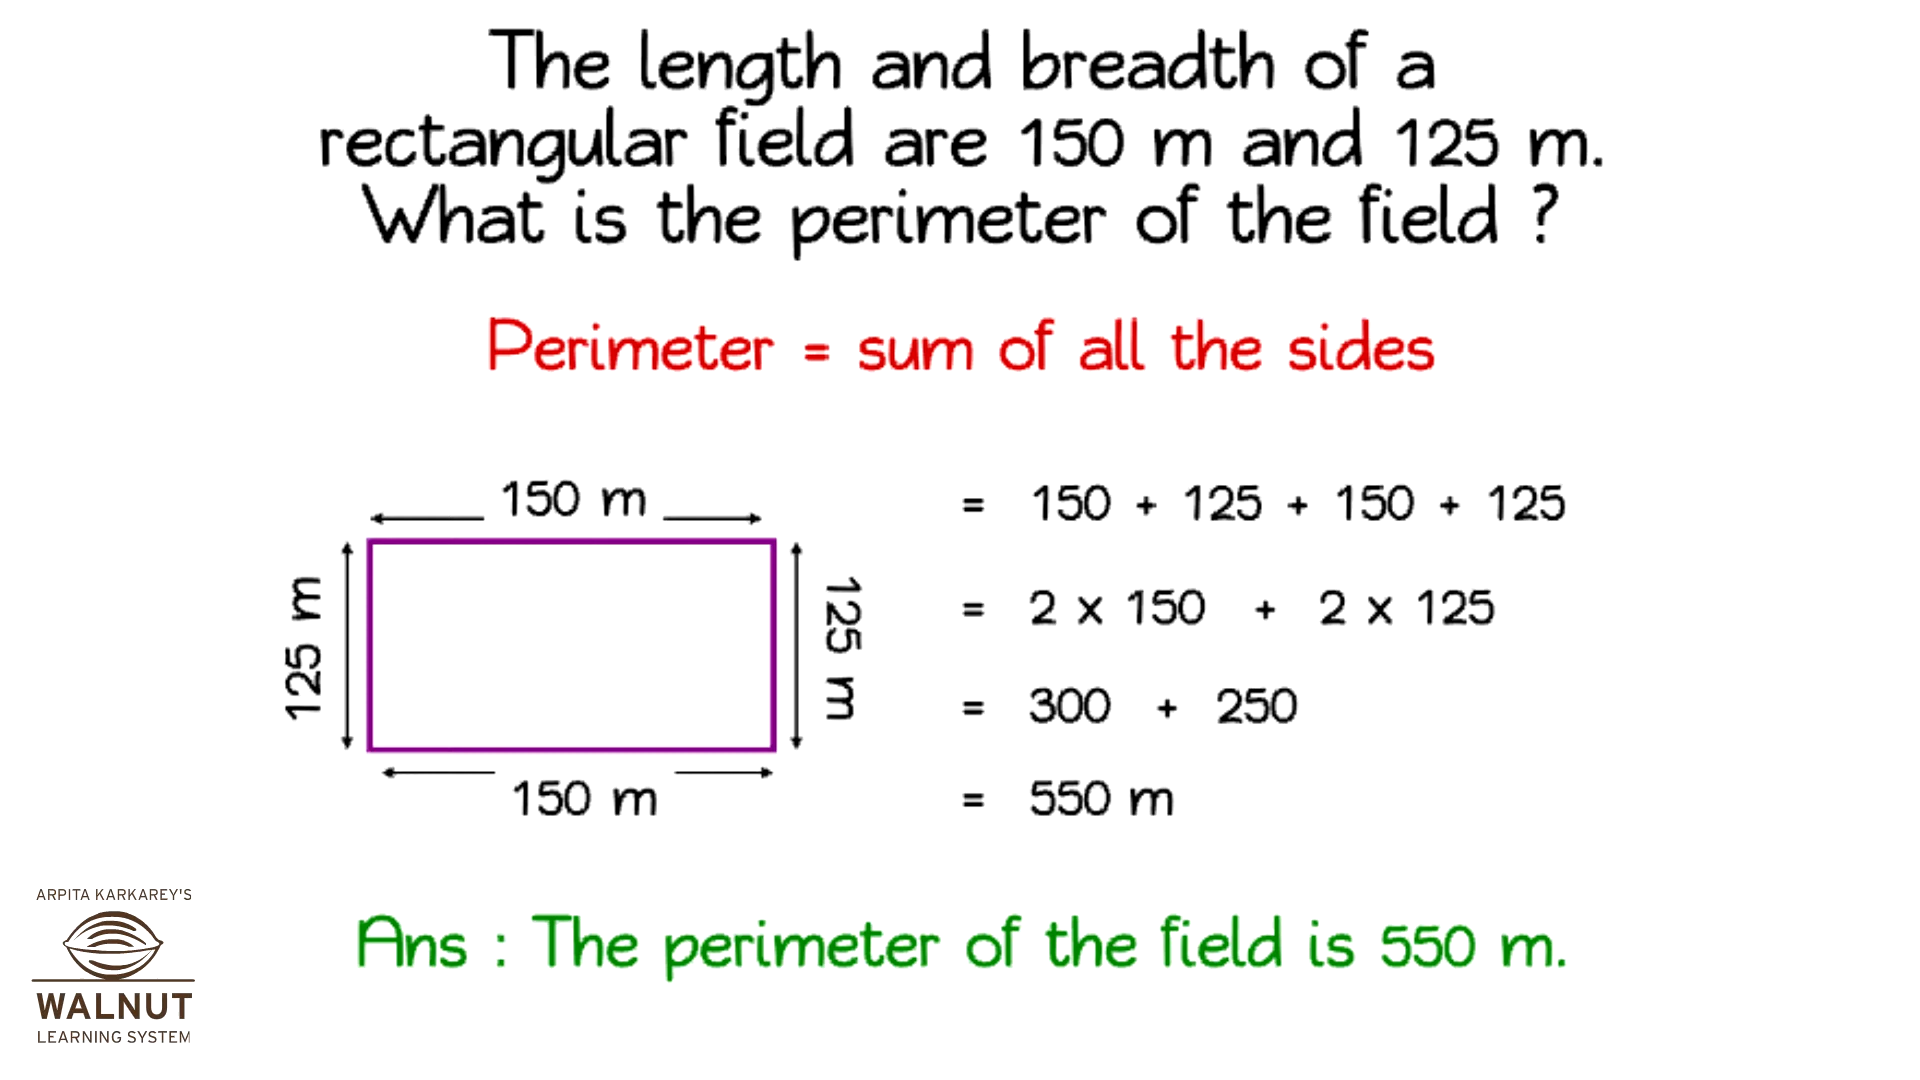 The length and breadth of a
rectangular field are 150 m and 125 m.
What is the perimeter of the field ?
Perimeter = sum of all the sides
150 m
125 m
125 m
150 m
= 150 + 125 + 150 + 125
= 2 x 150 + 2 x 125
= 300 + 250
= 550 m
Ans : The perimeter of the field is 550 m.
ARPITA KARKAREY'S
WALNUT
LEARNING SYSTEM